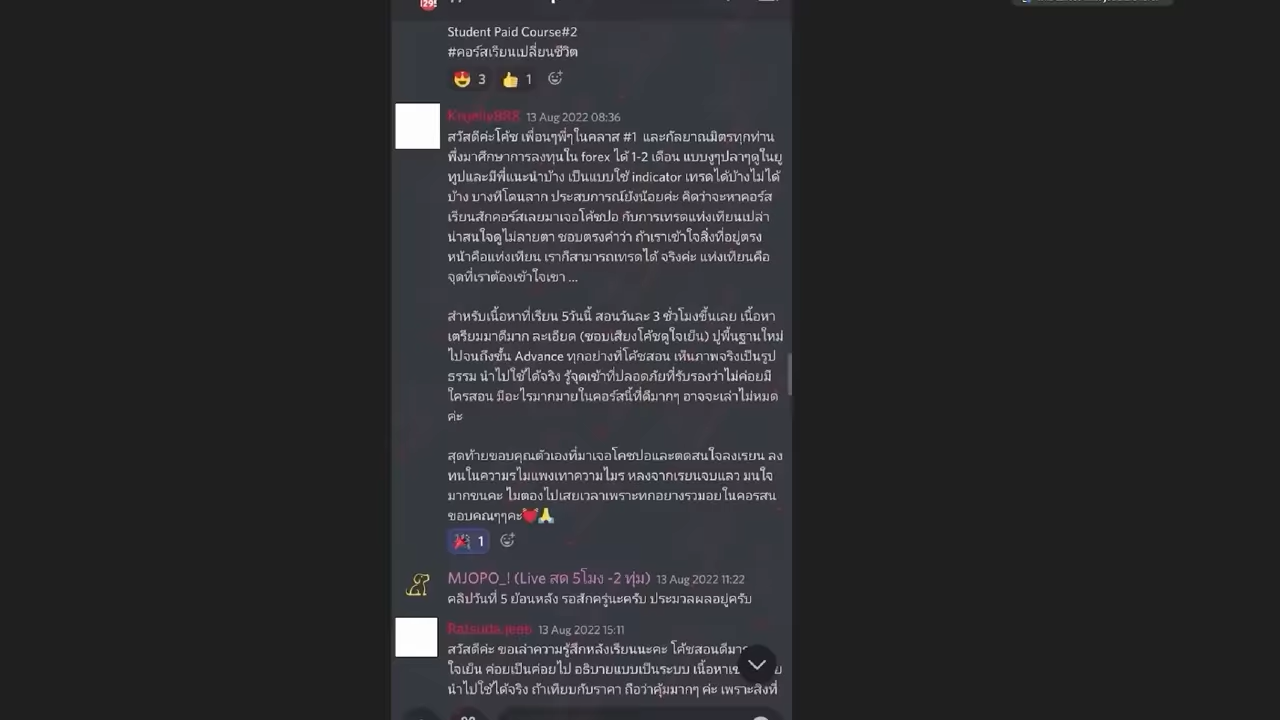 Student Paid Course#2
#คอร์สเรียนเปลี่ยนชีวิต
3 1
13 Aug 2022 08:36
สวัสดีค่ะโค้ช เพื่อนๆพี่ๆในคลาส #1 และกัลยาณมิตรทุกท่าน
พึ่งมาศึกษาการลงทุนใน forex ได้ 1-2 เดือน แบบงูๆปลาๆดูในยู
ทูปและมีพี่แนะนำบ้าง เป็นแบบใช้ indicator เทรดได้บ้างไม่ได้
บ้าง บางทีโดนลาก ประสบการณ์ยังน้อยค่ะ คิดว่าจะหาคอร์ส
เรียนสักคอร์สเลยมาเจอโค้ชปอ กับการเทรดแท่งเทียนเปล่า
น่าสนใจดูไม่ลายตา ชอบตรงคำว่า ถ้าเราเข้าใจสิ่งที่อยู่ตรง
หน้าคือแท่งเทียน เราก็สามารถเทรดได้ จริงค่ะ แท่งเทียนคือ
จุดที่เราต้องเข้าใจเขา ...
สำหรับเนื้อหาที่เรียน 5วันนี้ สอนวันละ 3 ชั่วโมงขึ้นเลย เนื้อหา
เตรียมมาดีมาก ละเอียด (ชอบเสียงโค้ชดูใจเย็น) ปูพื้นฐานใหม่
ไปจนถึงขั้น Advance ทุกอย่างที่โค้ชสอน เห็นภาพจริงเป็นรูป
ธรรม นำไปใช้ได้จริง รู้จุดเข้าที่ปลอดภัยที่รับรองว่าไม่ค่อยมี
ใครสอน มีอะไรมากมายในคอร์สนี้ที่ดีมากๆ อาจจะเล่าไม่หมด
ค่ะ
สุดท้ายขอบคุณตัวเองที่มาเจอโคชปอและตดสนใจลงเรยน ลง
ทนในความรไมแพงเทาความไมร หลงจากเรยนจบแลว มนใจ
มากขนคะ ไมตองไปเสยเวลาเพราะทกอยางรวมอยในคอรสน
ขอบคณๆๆคะ
1
MJOPO_! (Live สด 5โมง -2 ทุ่ม) 13 Aug 2022 11:22
คลิปวันที่ 5 ย้อนหลัง รอสักครู่นะครับ ประมวลผลอยู่ครับ
Ratsuda.jeeb 13 Aug 2022 15:11
สวัสดีค่ะ ขอเล่าความรู้สึกหลังเรียนนะคะ โค้ชสอนดีมา
ใจเย็น ค่อยเป็นค่อยไป อธิบายแบบเป็นระบบ
นำไปใช้ได้จริง ถ้าเทียบกับราคา ถือว่าคุ้มมากๆ ค่ะ เพราะสิ่งที่